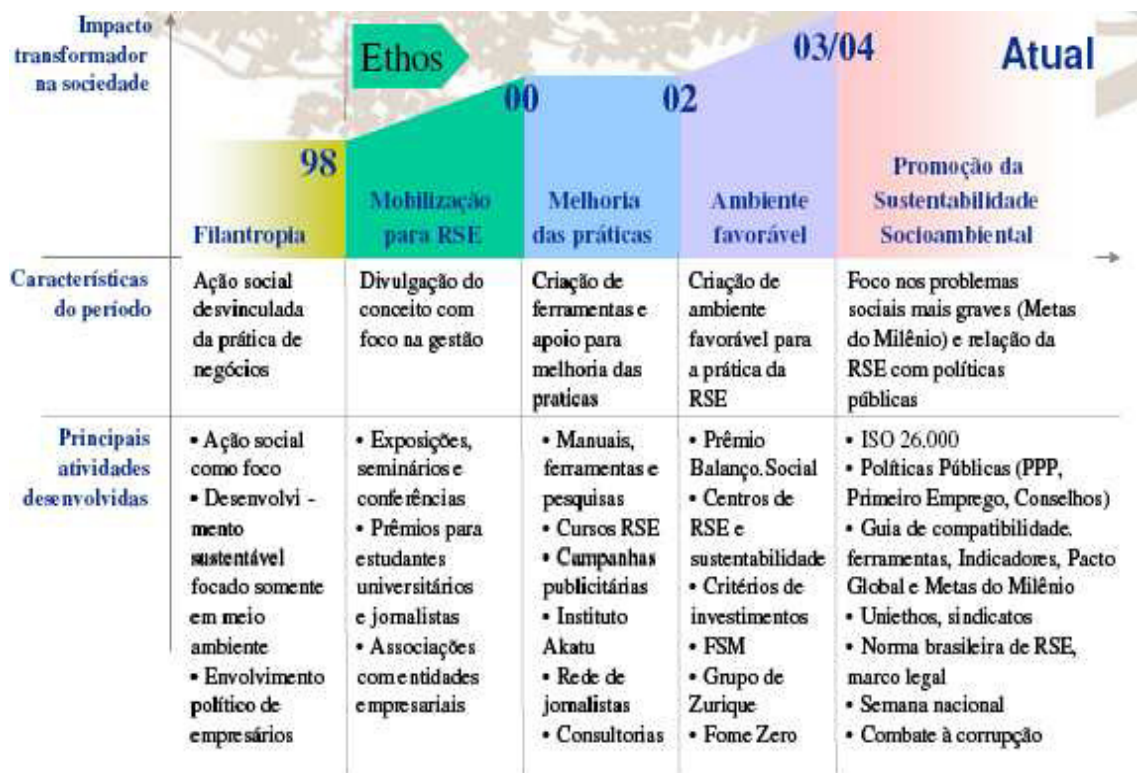 Impacto
transformador
na sociedade
Ethos
98
00
02
03/04
Atual
Filantropia
Mobilização
para RSE
Melhoria
das práticas
Ambiente
favorável
Promoção da
Sustentabilidade
Socioambiental
Características
do período
Ação social
desvinculada
da prática de
negócios
Divulgação do
conceito com
foco na gestão
Criação de
ferramentas e
apoio para
melhoria das
praticas
Criação de
ambiente
favorável para
a prática da
RSE
Foco nos problemas
sociais mais graves (Metas
do Milênio) e relação da
RSE com políticas
públicas
Principais
atividades
desenvolvidas
• Ação social
como foco
• Desenvolvi -
mento
sustentável
focado somente
em meio
ambiente
• Envolvimento
político de
empresários
• Exposições,
seminários e
conferências
• Prêmios para
estudantes
universitários
e jornalistas
• Associações
com entidades
empresariais
• Manuais,
ferramentas e
pesquisas
• Cursos RSE
• Campanhas
publicitárias
• Instituto
Akatu
• Rede de
jornalistas
• Consultorias
• Prêmio
Balanço.Social
• Centros de
RSE e
sustentabilidade
• Critérios de
investimentos
• FSM
• Grupo de
Zurique
• Fome Zero
• ISO 26.000
• Políticas Públicas (PPP,
Primeiro Emprego, Conselhos)
• Guia de compatibilidade.
ferramentas, Indicadores, Pacto
Global e Metas do Milênio
• Uniethos, sindicatos
• Norma brasileira de RSE,
marco legal
• Semana nacional
• Combate à corrupção